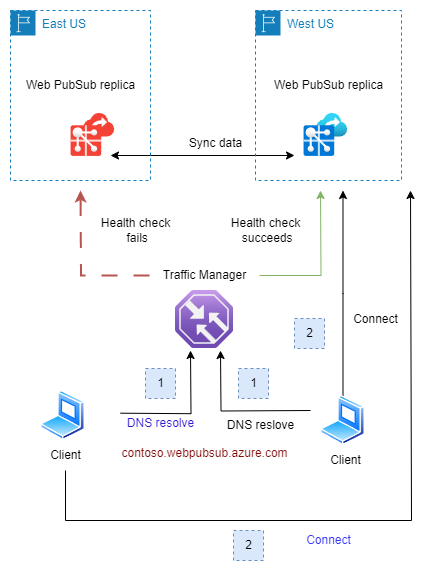 East US
West US
Web PubSub replica
Web PubSub replica
Sync data
Health check
fails
Health check
succeeds
Traffic Manager
2
Connect
1
1
DNS resolve
DNS reslove
Client
contoso.webpubsub.azure.com
Client
2
Connect